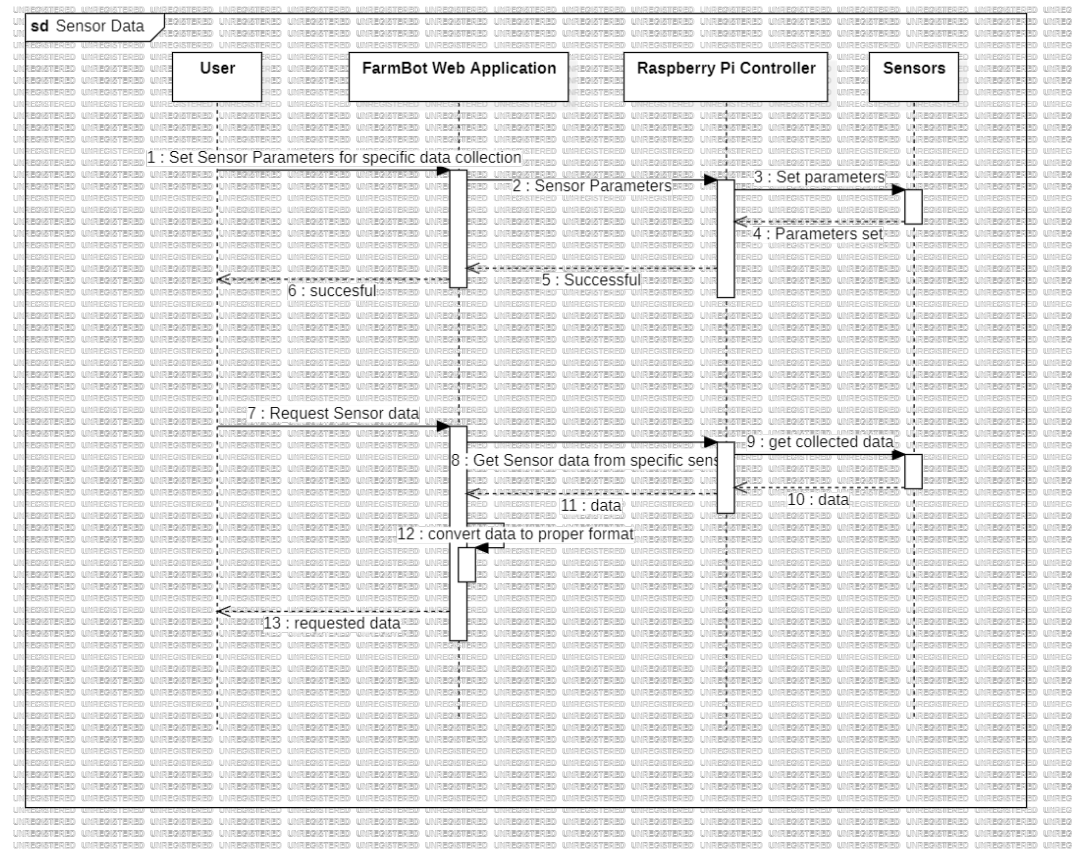 sd Sensor Data
User
FarmBot Web Application
Raspberry Pi Controller
Sensors
1 : Set Sensor Parameters for specific data collection
2 : Sensor Parameters
3 : Set parameters
4 : Parameters set
5 : Successful
6 : succesful
7 : Request Sensor data
8 : Get Sensor data from specific sens
9 : get collected data
10 : data
11 : data
12 : convert data to proper format
13 : requested data
UNREGISTERED